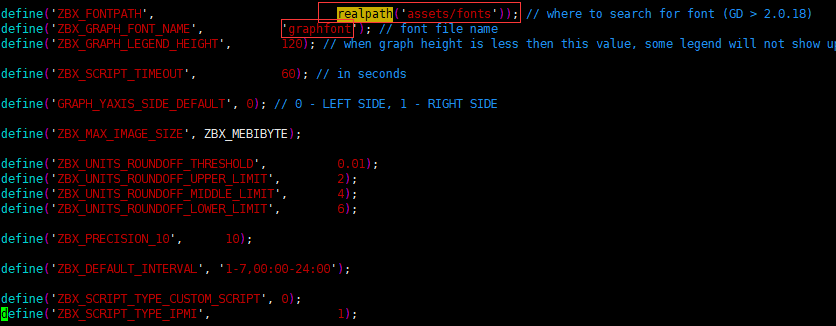 define('ZBX_FONTPATH', realpath('assets/fonts')); // where to search for font (GD > 2.0.18)
define('ZBX_GRAPH_FONT_NAME', 'graphfont'); // font file name
define('ZBX_GRAPH_LEGEND_HEIGHT', 120); // when graph height is less then this value, some legend will not show up
define('ZBX_SCRIPT_TIMEOUT', 60); // in seconds
define('GRAPH_YAXIS_SIDE_DEFAULT', 0); // 0 - LEFT SIDE, 1 - RIGHT SIDE
define('ZBX_MAX_IMAGE_SIZE', ZBX_MEBIBYTE);
define('ZBX_UNITS_ROUNDOFF_THRESHOLD', 0.01);
define('ZBX_UNITS_ROUNDOFF_UPPER_LIMIT', 2);
define('ZBX_UNITS_ROUNDOFF_MIDDLE_LIMIT', 4);
define('ZBX_UNITS_ROUNDOFF_LOWER_LIMIT', 6);
define('ZBX_PRECISION_10', 10);
define('ZBX_DEFAULT_INTERVAL', '1-7,00:00-24:00');
define('ZBX_SCRIPT_TYPE_CUSTOM_SCRIPT', 0);
define('ZBX_SCRIPT_TYPE_IPMI', 1);